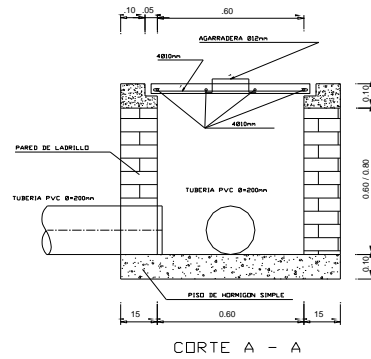 .10 .05 .60
AGARRADERA Ø12mm
4Ø10mm
0.10
4Ø10mm
PARED DE LADRILLO
0.60 / 0.80
TUBERIA PVC Ø=200mm
TUBERIA PVC Ø=200mm
0.10
PISO DE HORMIGON SIMPLE
15 0.60 15
CORTE A - A